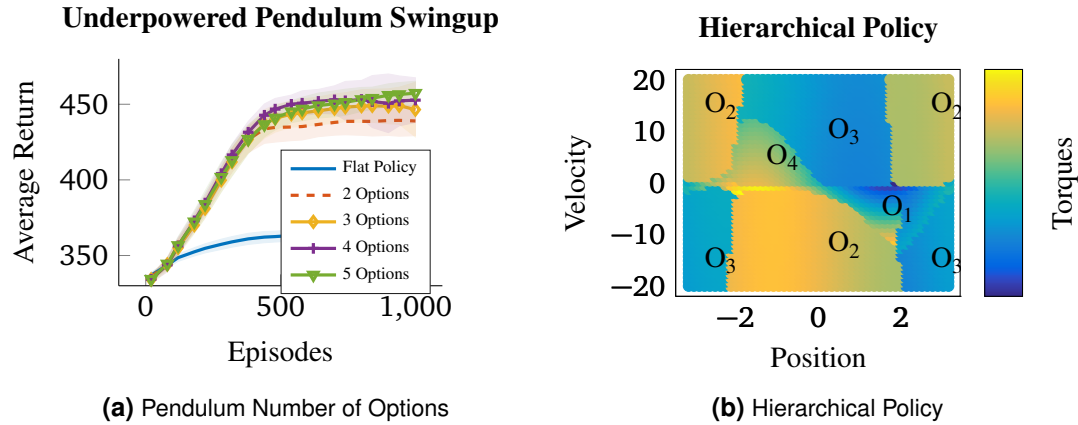 Underpowered Pendulum Swingup
Average Return
450
400
350
0
500
1,000
Episodes
Flat Policy
2 Options
3 Options
4 Options
5 Options
(a) Pendulum Number of Options
Hierarchical Policy
Velocity
20
10
0
−10
−20
−2
0
2
Position
O2
O3
O2
O4
O1
O3
O2
O3
Torques
(b) Hierarchical Policy